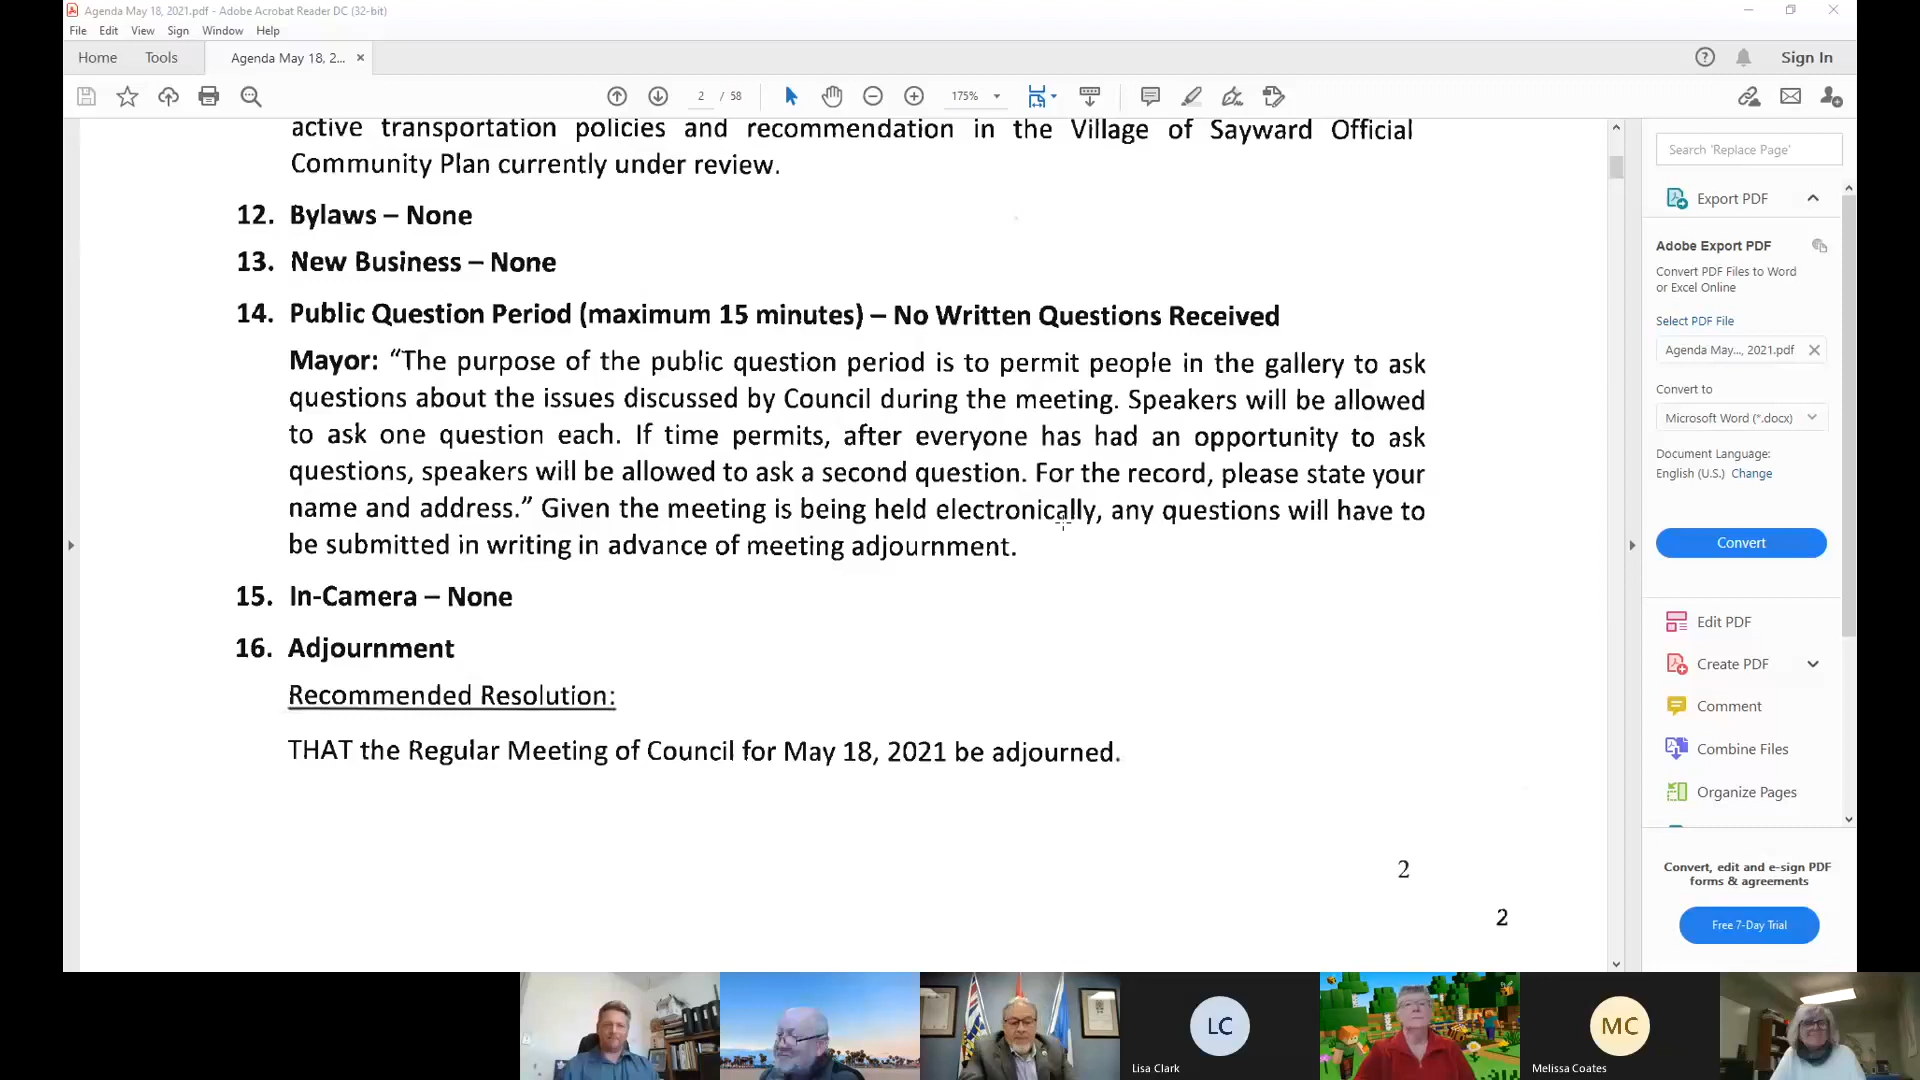 Agenda May 18, 2021.pdf - Adobe Acrobat Reader DC (32-bit)
File Edit View Sign Window Help
Home Tools Agenda May 18, 2... × Sign In
2 / 58 175%
active transportation policies and recommendation in the Village of Sayward Official
Community Plan currently under review.
12. Bylaws – None
13. New Business – None
14. Public Question Period (maximum 15 minutes) – No Written Questions Received
Mayor: “The purpose of the public question period is to permit people in the gallery to ask
questions about the issues discussed by Council during the meeting. Speakers will be allowed
to ask one question each. If time permits, after everyone has had an opportunity to ask
questions, speakers will be allowed to ask a second question. For the record, please state your
name and address.” Given the meeting is being held electronically, any questions will have to
be submitted in writing in advance of meeting adjournment.
15. In-Camera – None
16. Adjournment
Recommended Resolution:
THAT the Regular Meeting of Council for May 18, 2021 be adjourned.
2
2
Search 'Replace Page'
Export PDF
Adobe Export PDF
Convert PDF Files to Word
or Excel Online
Select PDF File
Agenda May..., 2021.pdf
Convert to
Microsoft Word (*.docx)
Document Language:
English (U.S.) Change
Convert
Edit PDF
Create PDF
Comment
Combine Files
Organize Pages
Convert, edit and e-sign PDF
forms & agreements
Free 7-Day Trial
LC
Lisa Clark
MC
Melissa Coates